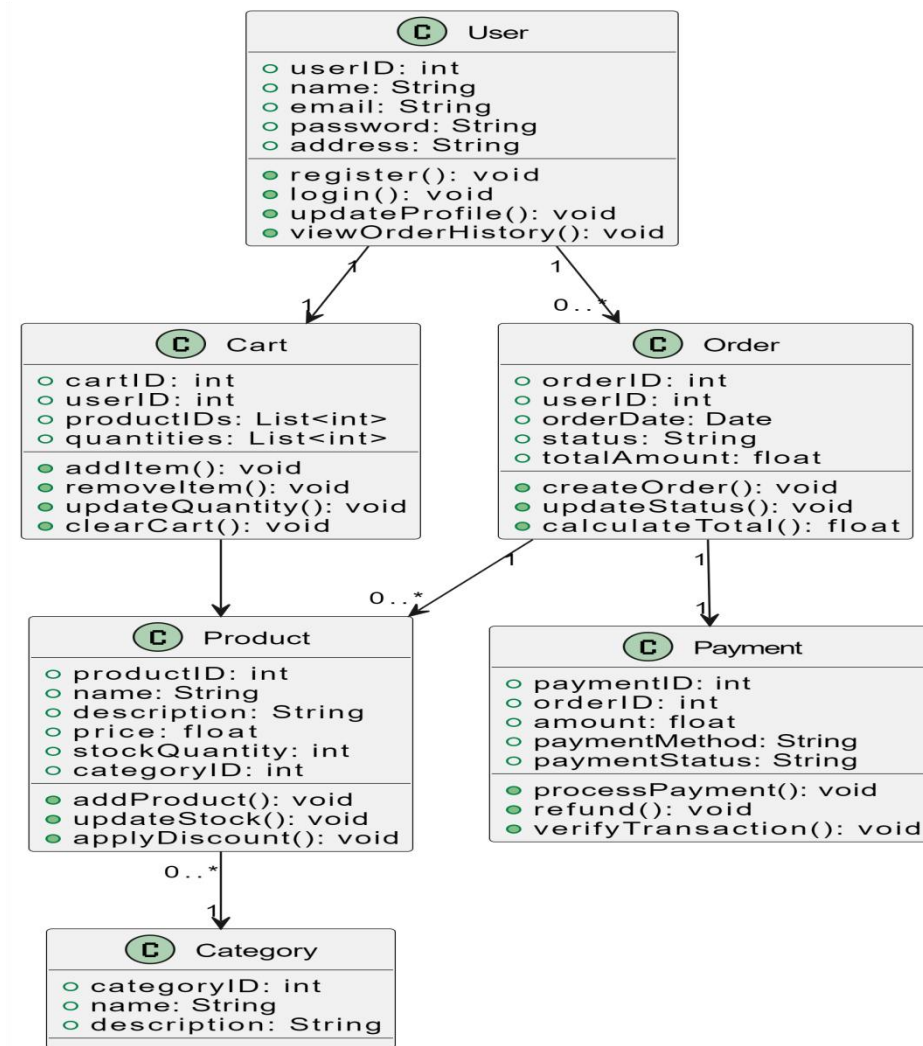 C User
userID: int
name: String
email: String
password: String
address: String
register(): void
login(): void
updateProfile(): void
viewOrderHistory(): void
1
1
1
0..*
C Cart
cartID: int
userID: int
productIDs: List<int>
quantities: List<int>
addItem(): void
removeItem(): void
updateQuantity(): void
clearCart(): void
C Order
orderID: int
userID: int
orderDate: Date
status: String
totalAmount: float
createOrder(): void
updateStatus(): void
calculateTotal(): float
1
0..*
1
1
C Product
productID: int
name: String
description: String
price: float
stockQuantity: int
categoryID: int
addProduct(): void
updateStock(): void
applyDiscount(): void
C Payment
paymentID: int
orderID: int
amount: float
paymentMethod: String
paymentStatus: String
processPayment(): void
refund(): void
verifyTransaction(): void
0..*
1
C Category
categoryID: int
name: String
description: String